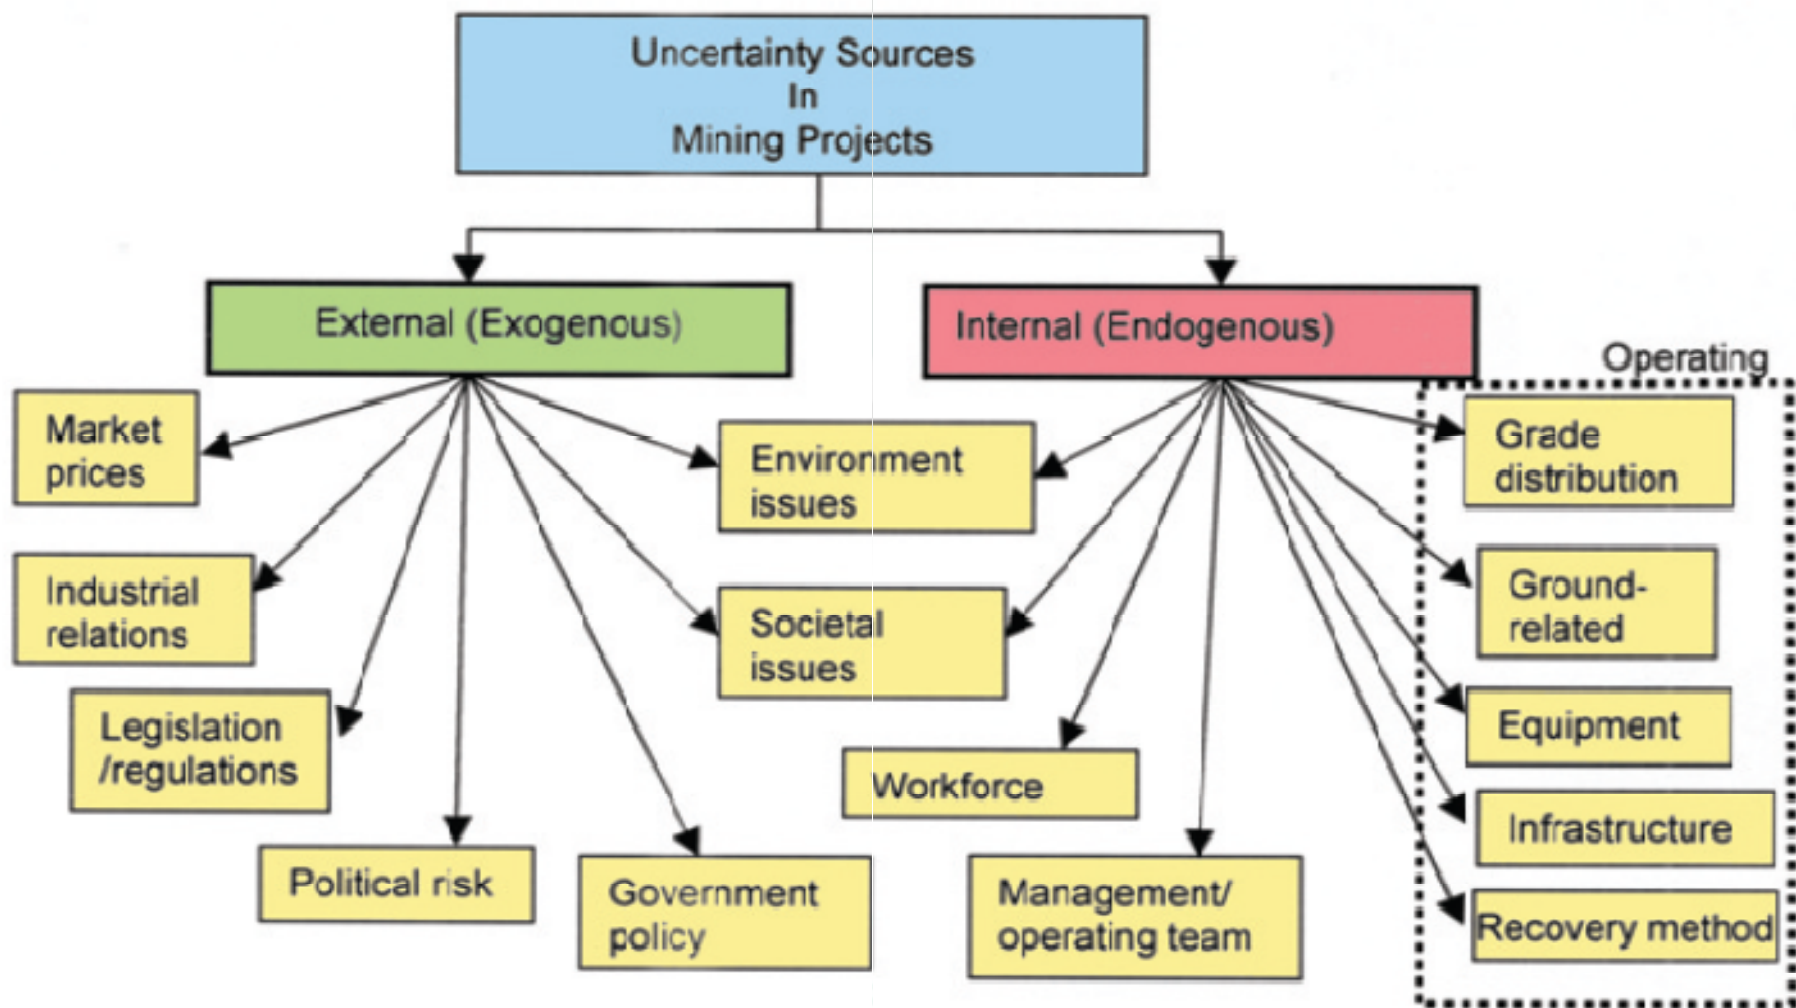 Uncertainty Sources
In
Mining Projects
External (Exogenous)
Internal (Endogenous)
Operating
Market
prices
Environment
issues
Grade
distribution
Industrial
relations
Societal
issues
Ground-
related
Legislation
/regulations
Equipment
Workforce
Infrastructure
Political risk
Government
policy
Management/
operating team
Recovery method